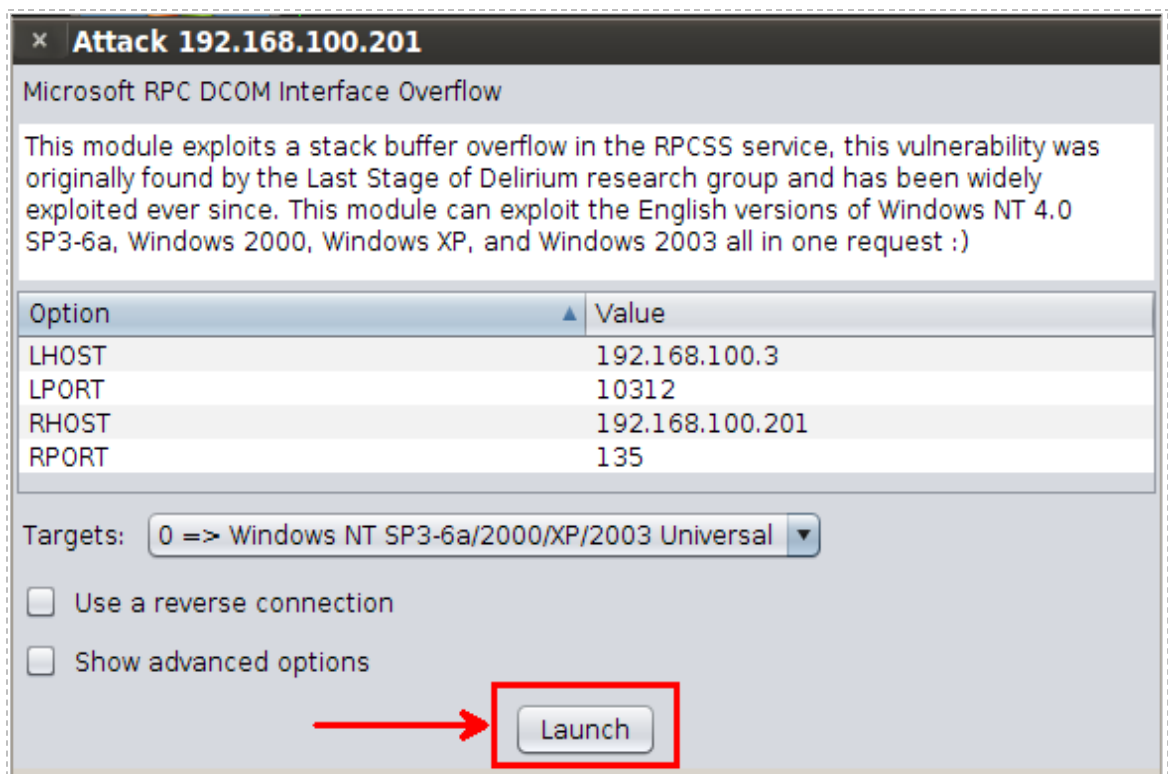 × Attack 192.168.100.201
Microsoft RPC DCOM Interface Overflow
This module exploits a stack buffer overflow in the RPCSS service, this vulnerability was
originally found by the Last Stage of Delirium research group and has been widely
exploited ever since. This module can exploit the English versions of Windows NT 4.0
SP3-6a, Windows 2000, Windows XP, and Windows 2003 all in one request :)
Option Value
LHOST 192.168.100.3
LPORT 10312
RHOST 192.168.100.201
RPORT 135
Targets: 0 => Windows NT SP3-6a/2000/XP/2003 Universal
Use a reverse connection
Show advanced options
Launch